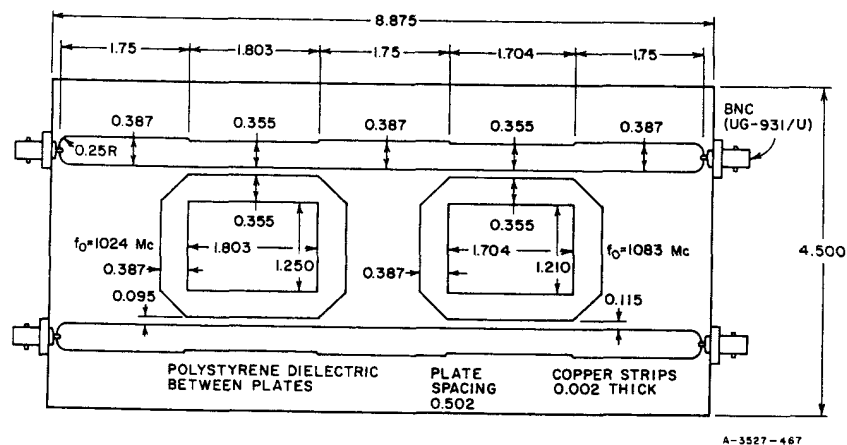 8.875
1.75 1.803 1.75 1.704 1.75
0.387 0.355 0.387 0.355 0.387
BNC
(UG-931/U)
0.25R
0.355 0.355
f₀=1024 Mc 1.803 1.704 f₀=1083 Mc
4.500
0.387 1.250 0.387 1.210
0.095 0.115
POLYSTYRENE DIELECTRIC
BETWEEN PLATES
PLATE
SPACING
0.502
COPPER STRIPS
0.002 THICK
A-3527-467